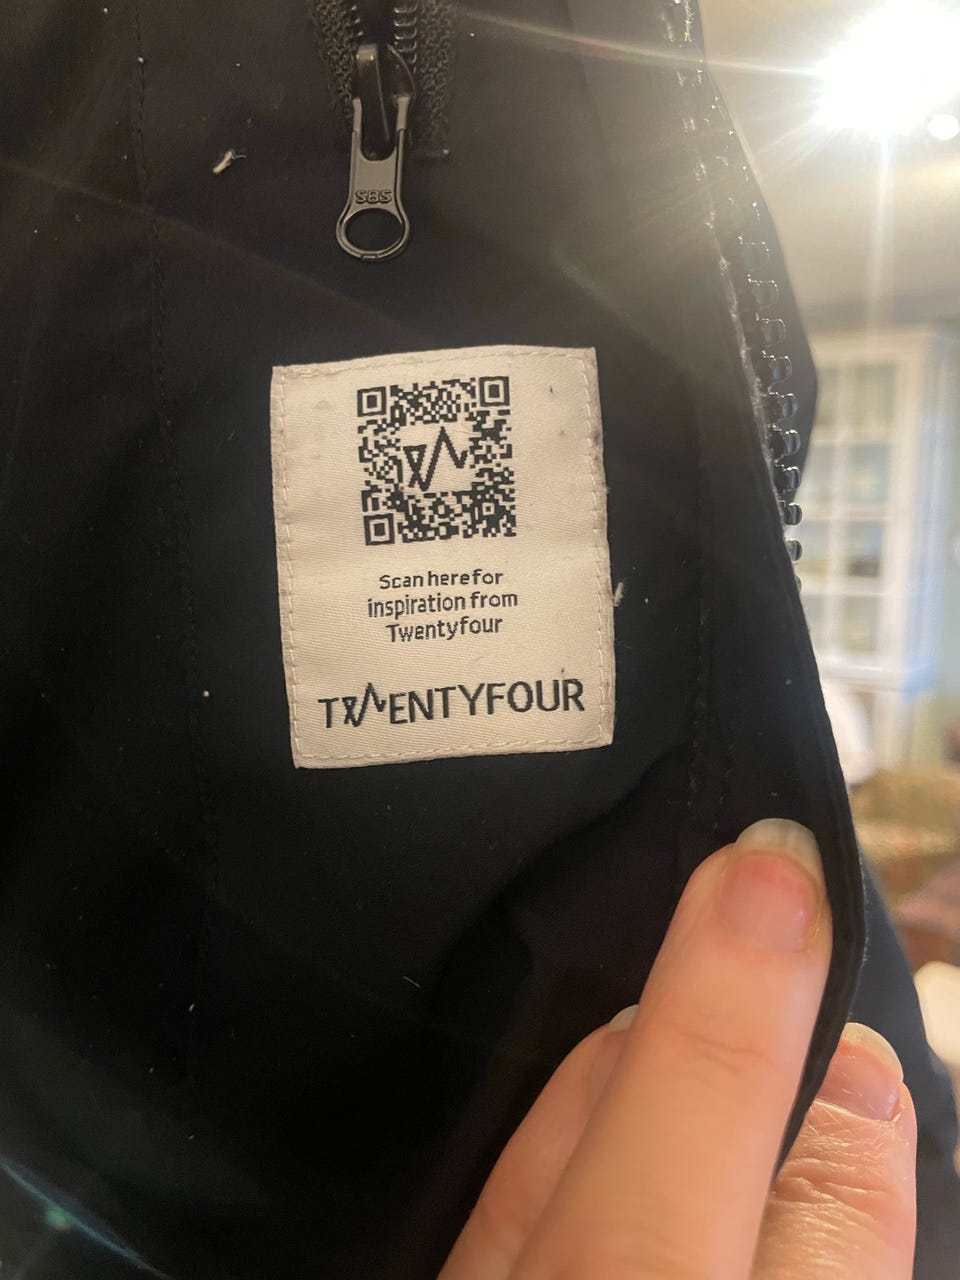 SBS
Scan here for
inspiration from
Twentyfour
TWENTYFOUR